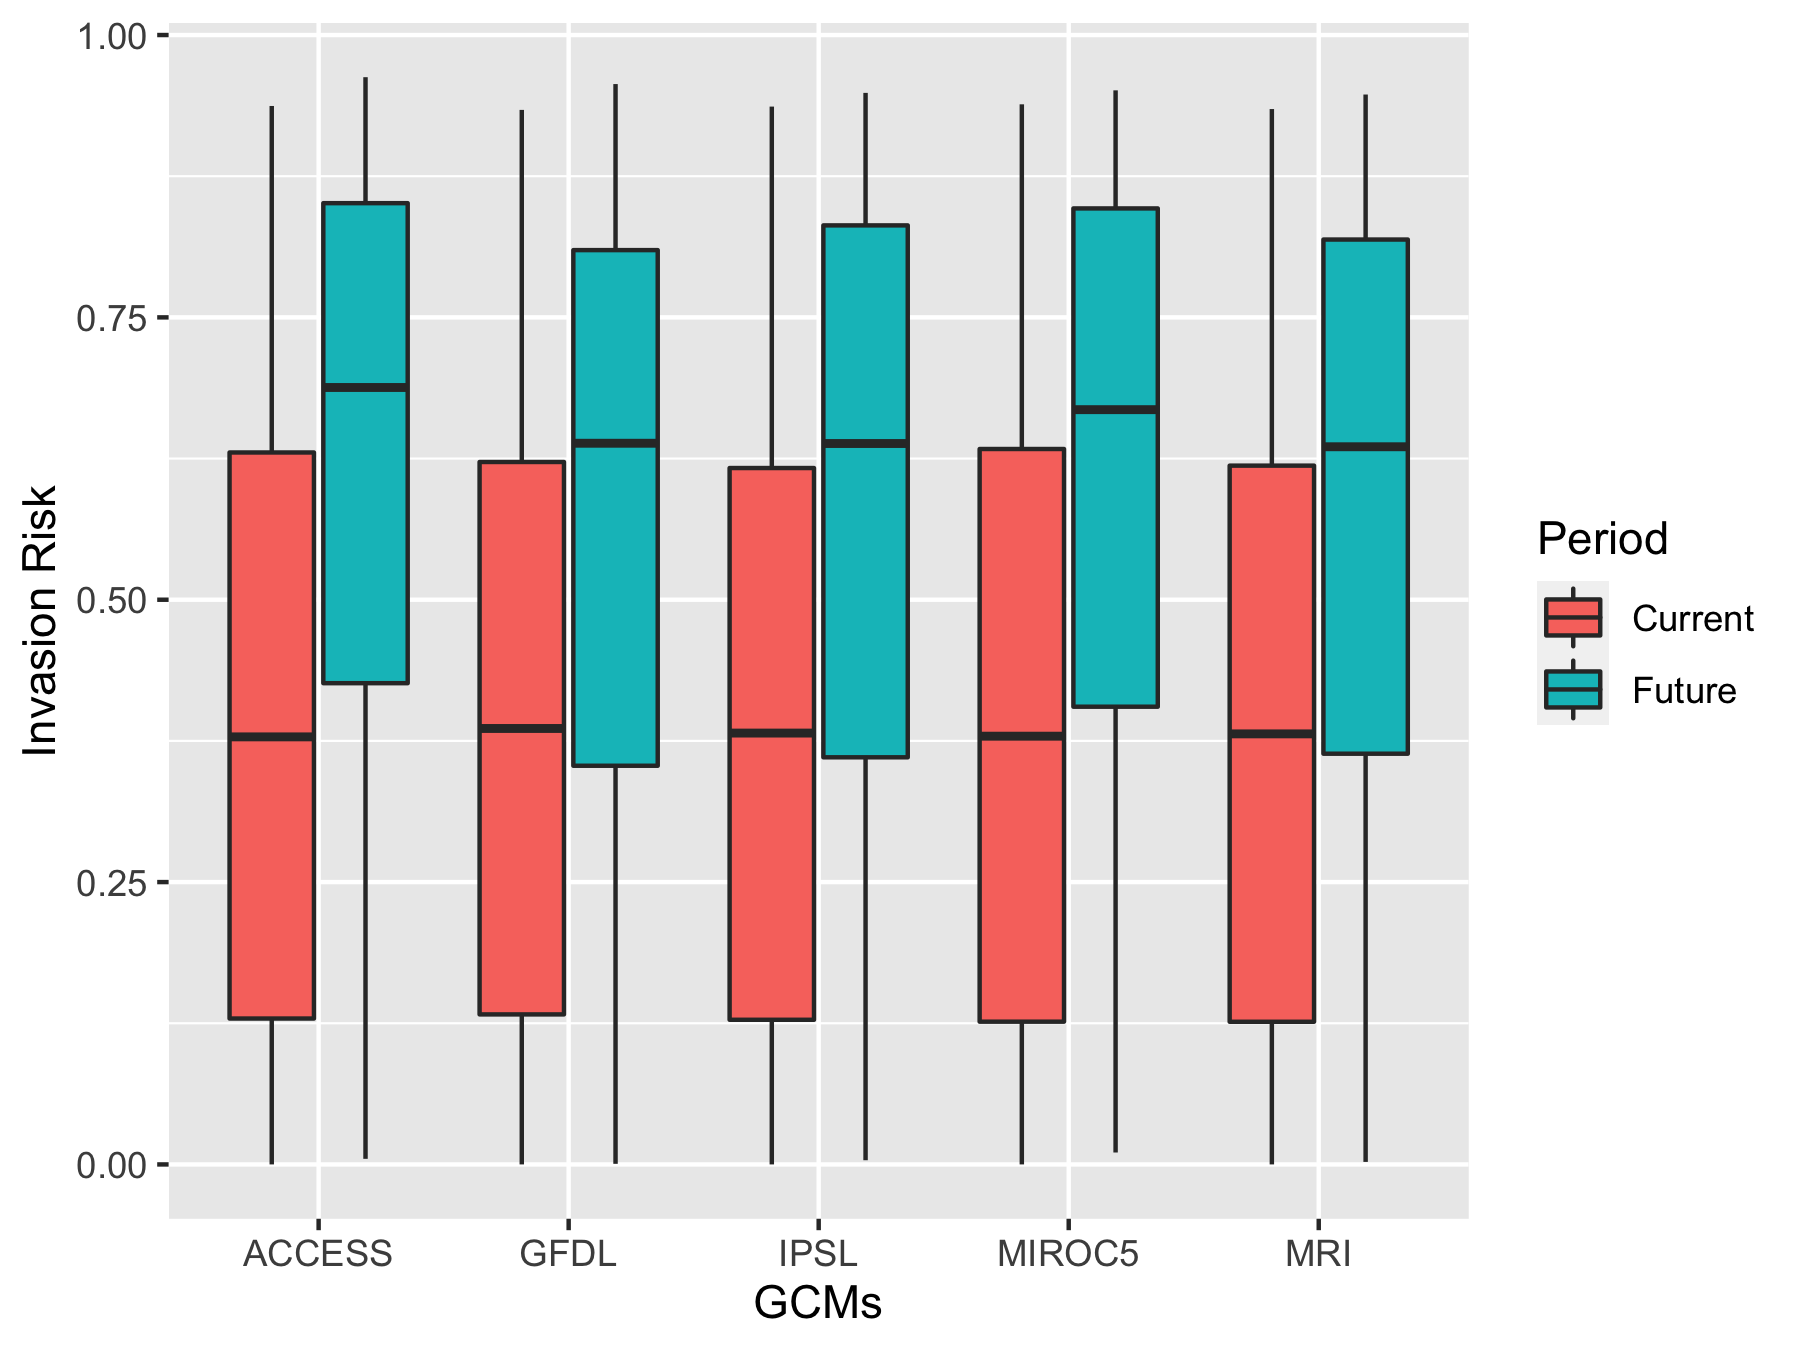 1.00
0.75
0.50
0.25
0.00
Invasion Risk
ACCESS GFDL IPSL MIROC5 MRI
GCMs
Period
Current
Future